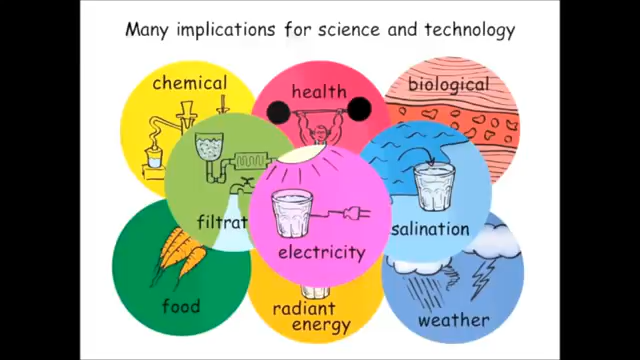 Many implications for science and technology
chemical
health
biological
filtrat
electricity
salination
food
radiant
energy
weather